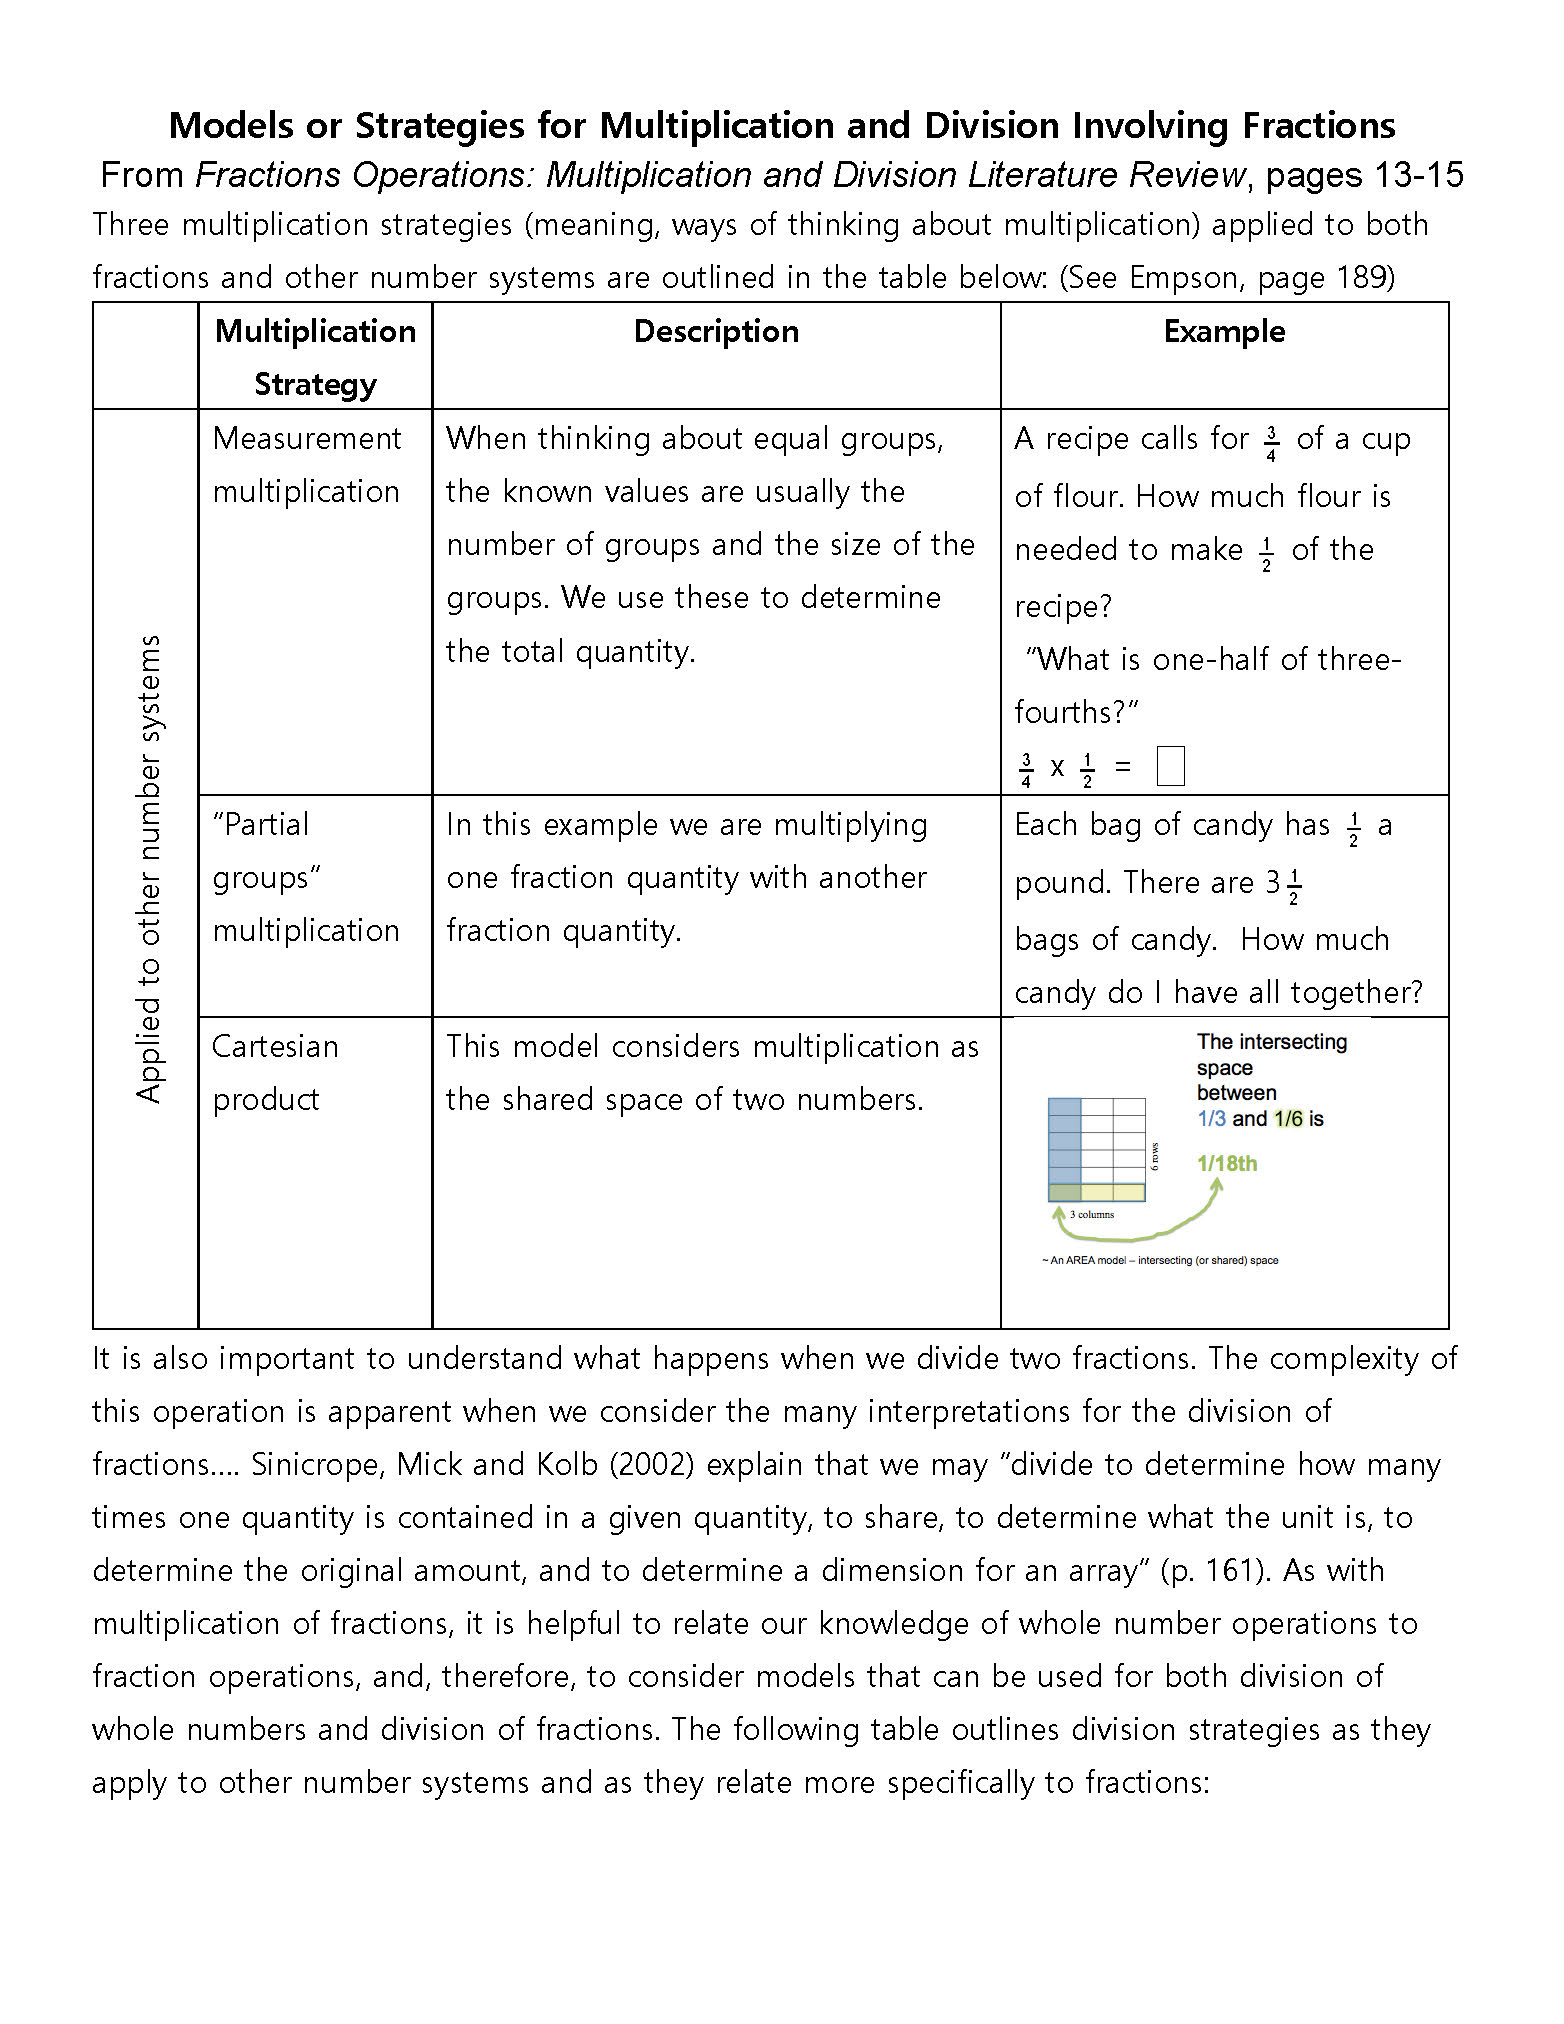 Models or Strategies for Multiplication and Division Involving Fractions
From Fractions Operations: Multiplication and Division Literature Review, pages 13-15
Three multiplication strategies (meaning, ways of thinking about multiplication) applied to both
fractions and other number systems are outlined in the table below: (See Empson, page 189)
Multiplication
Strategy
Description
Example
Applied to other number systems
Measurement
multiplication
When thinking about equal groups,
the known values are usually the
number of groups and the size of the
groups. We use these to determine
the total quantity.
A recipe calls for 3/4 of a cup
of flour. How much flour is
needed to make 1/2 of the
recipe?
"What is one-half of three-
fourths?"
3/4 x 1/2 = □
"Partial
groups"
multiplication
In this example we are multiplying
one fraction quantity with another
fraction quantity.
Each bag of candy has 1/2 a
pound. There are 3 1/2
bags of candy. How much
candy do I have all together?
Cartesian
product
This model considers multiplication as
the shared space of two numbers.
The intersecting
space
between
1/3 and 1/6 is
1/18th
6 rows
3 columns
~ An AREA model – intersecting (or shared) space
It is also important to understand what happens when we divide two fractions. The complexity of
this operation is apparent when we consider the many interpretations for the division of
fractions.... Sinicrope, Mick and Kolb (2002) explain that we may "divide to determine how many
times one quantity is contained in a given quantity, to share, to determine what the unit is, to
determine the original amount, and to determine a dimension for an array" (p. 161). As with
multiplication of fractions, it is helpful to relate our knowledge of whole number operations to
fraction operations, and, therefore, to consider models that can be used for both division of
whole numbers and division of fractions. The following table outlines division strategies as they
apply to other number systems and as they relate more specifically to fractions: